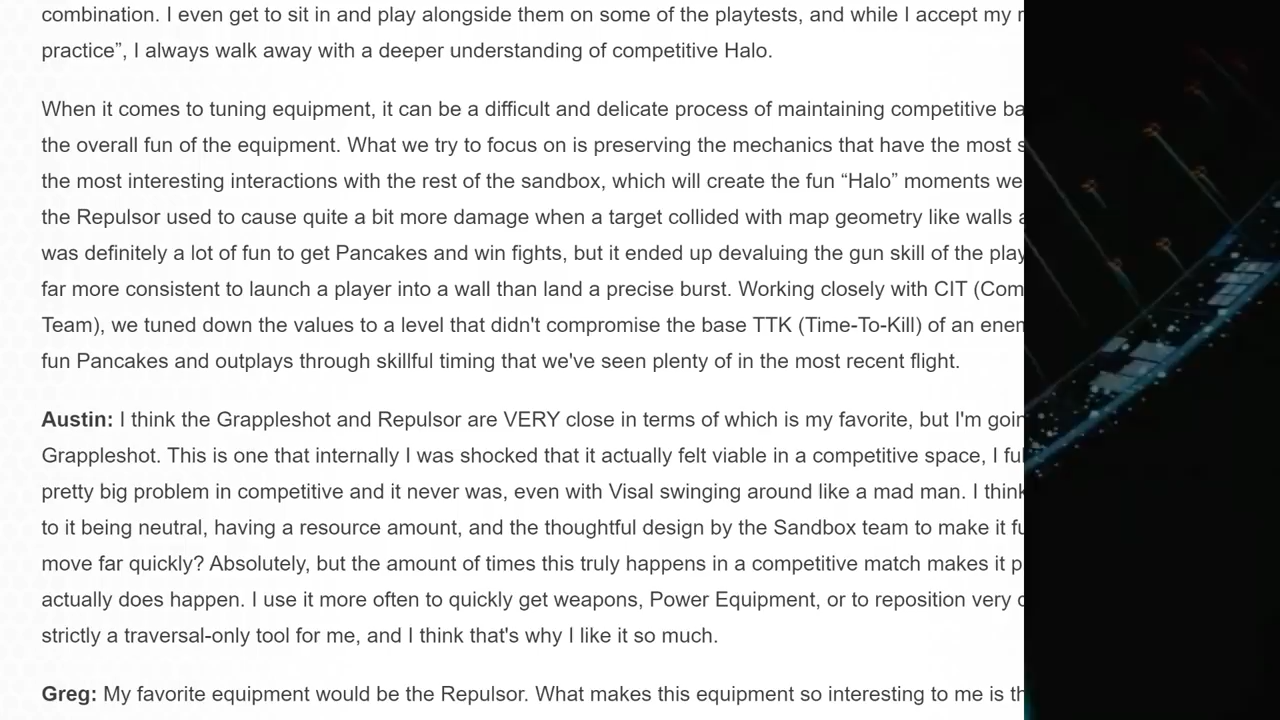 combination. I even get to sit in and play alongside them on some of the playtests, and while I accept my
practice”, I always walk away with a deeper understanding of competitive Halo.
When it comes to tuning equipment, it can be a difficult and delicate process of maintaining competitive
the overall fun of the equipment. What we try to focus on is preserving the mechanics that have the most
the most interesting interactions with the rest of the sandbox, which will create the fun “Halo” moments we
the Repulsor used to cause quite a bit more damage when a target collided with map geometry like walls
was definitely a lot of fun to get Pancakes and win fights, but it ended up devaluing the gun skill of the
far more consistent to launch a player into a wall than land a precise burst. Working closely with CIT
Team), we tuned down the values to a level that didn't compromise the base TTK (Time-To-Kill) of an
fun Pancakes and outplays through skillful timing that we've seen plenty of in the most recent flight.
Austin: I think the Grappleshot and Repulsor are VERY close in terms of which is my favorite, but I'm
Grappleshot. This is one that internally I was shocked that it actually felt viable in a competitive space, I
pretty big problem in competitive and it never was, even with Visal swinging around like a mad man. I think
to it being neutral, having a resource amount, and the thoughtful design by the Sandbox team to make it
move far quickly? Absolutely, but the amount of times this truly happens in a competitive match makes it
actually does happen. I use it more often to quickly get weapons, Power Equipment, or to reposition very
strictly a traversal-only tool for me, and I think that's why I like it so much.
Greg: My favorite equipment would be the Repulsor. What makes this equipment so interesting to me is